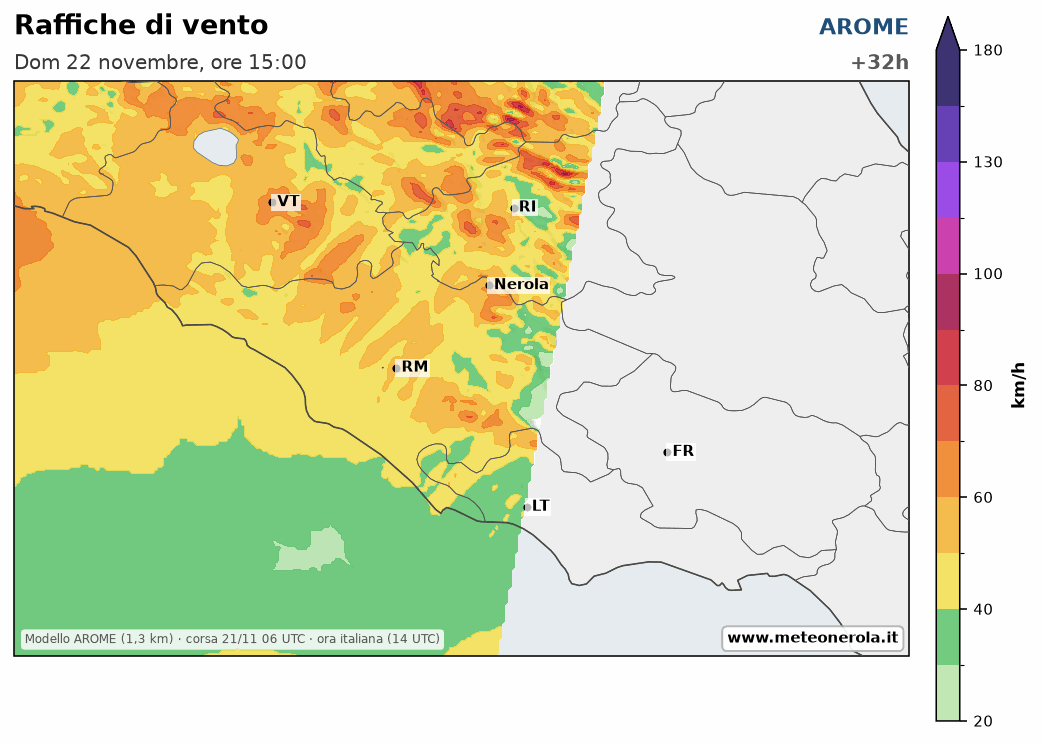 Raffiche di vento
AROME
Dom 22 novembre, ore 15:00
+32h
180
130
100
80
60
40
20
km/h
VT
RI
Nerola
RM
FR
LT
Modello AROME (1,3 km) · corsa 21/11 06 UTC · ora italiana (14 UTC)
www.meteonerola.it